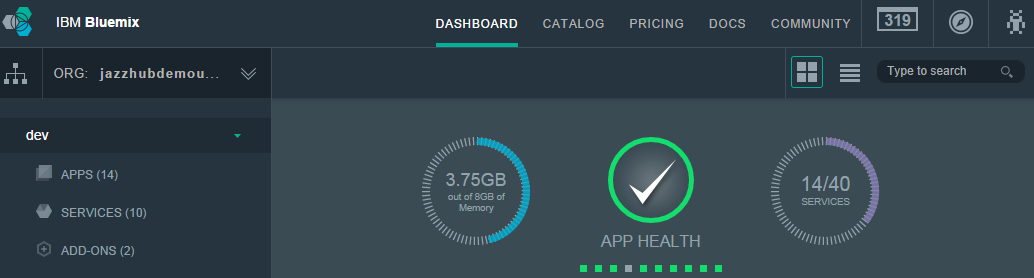 IBM Bluemix
DASHBOARD CATALOG PRICING DOCS COMMUNITY 319
ORG: jazzhubdemou...
Type to search
dev
APPS (14)
SERVICES (10)
ADD-ONS (2)
3.75GB
out of 8GB of
Memory
APP HEALTH
14/40
SERVICES